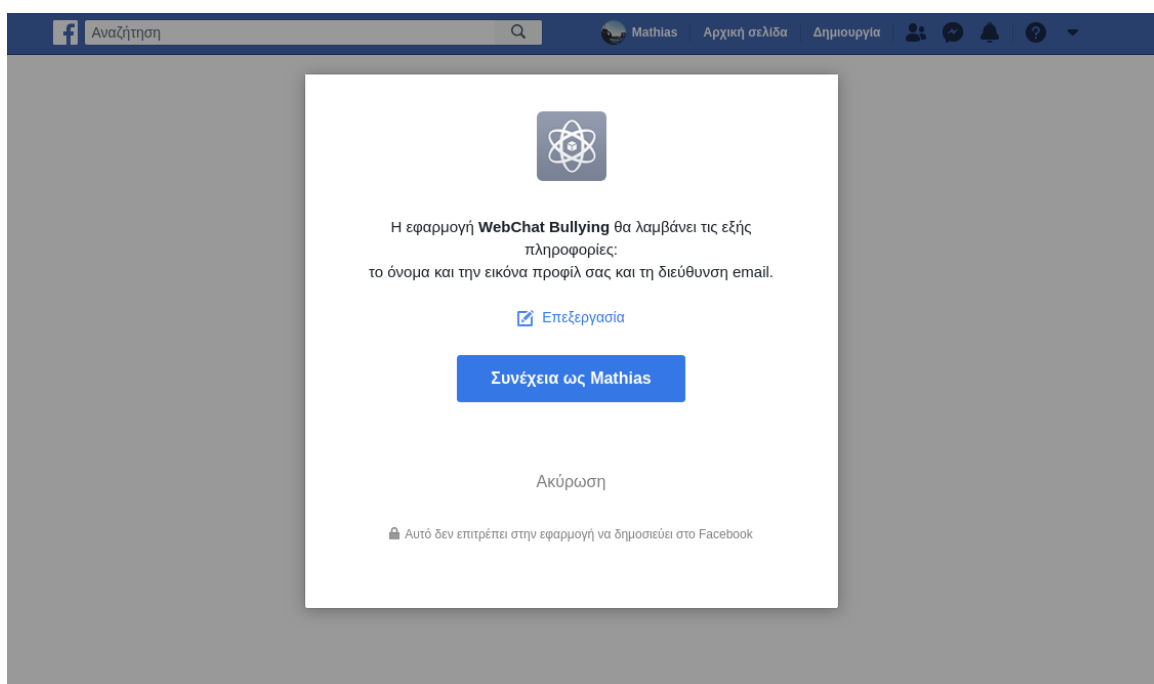 Αναζήτηση
Mathias
Αρχική σελίδα
Δημιουργία
Η εφαρμογή WebChat Bullying θα λαμβάνει τις εξής
πληροφορίες:
το όνομα και την εικόνα προφίλ σας και τη διεύθυνση email.
Επεξεργασία
Συνέχεια ως Mathias
Ακύρωση
Αυτό δεν επιτρέπει στην εφαρμογή να δημοσιεύει στο Facebook